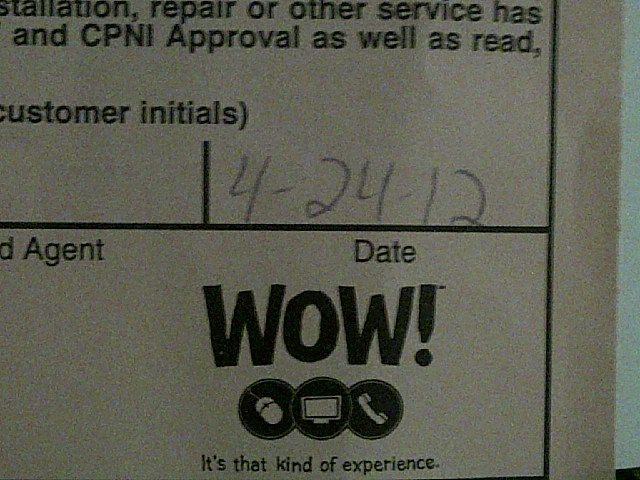 stallation, repair or other service has
and CPNI Approval as well as read,
customer initials)
4-24-12
d Agent
Date
WOW!
It's that kind of experience.